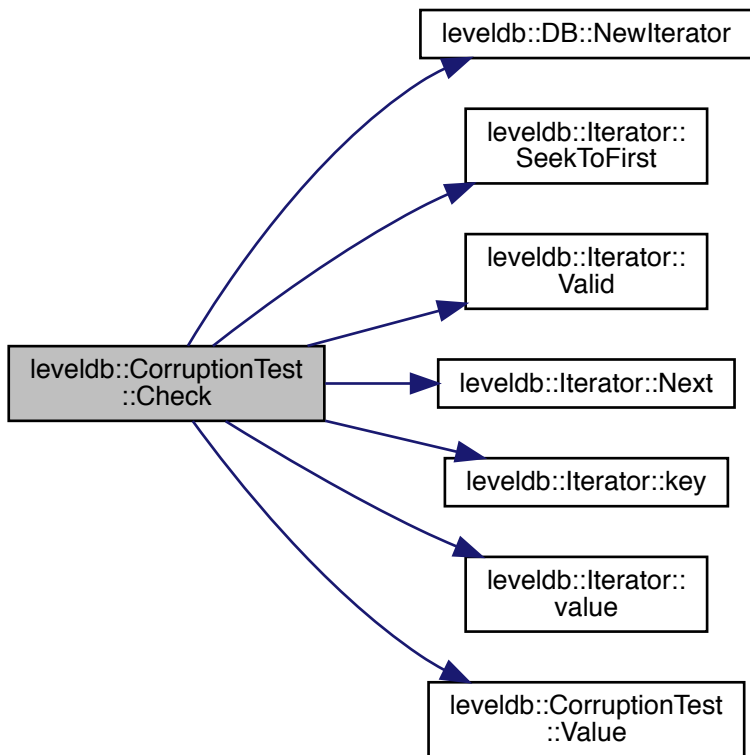 leveldb::DB::NewIterator
leveldb::Iterator::
SeekToFirst
leveldb::Iterator::
Valid
leveldb::CorruptionTest
::Check
leveldb::Iterator::Next
leveldb::Iterator::key
leveldb::Iterator::
value
leveldb::CorruptionTest
::Value